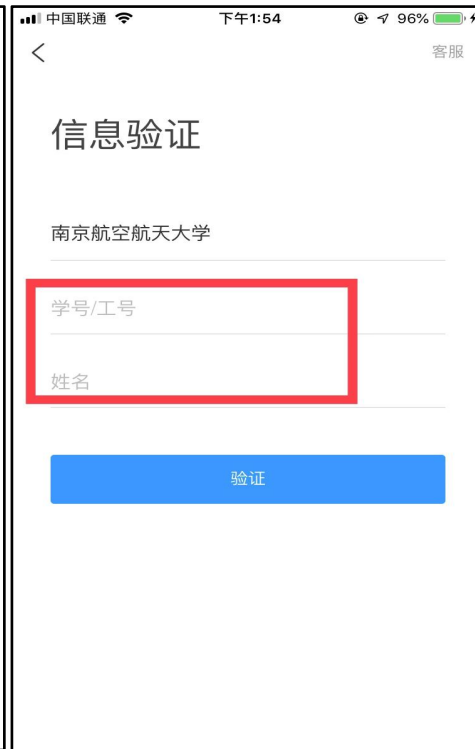 中国联通 下午1:54 96%
客服
信息验证
南京航空航天大学
学号/工号
姓名
验证